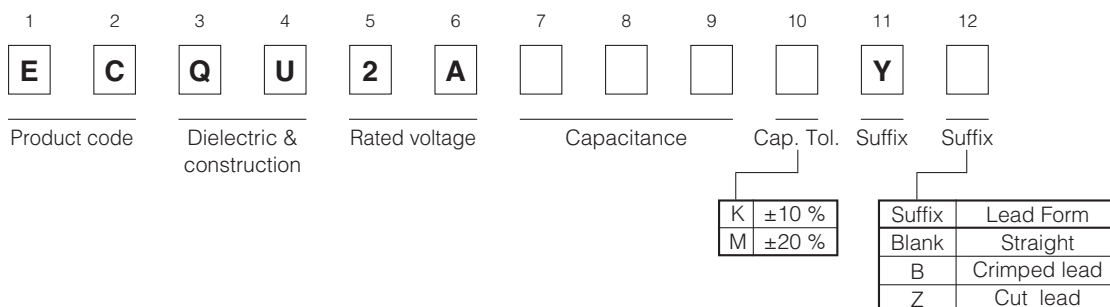 1 2 3 4 5 6 7 8 9 10 11 12
E C Q U 2 A Y
Product code Dielectric & construction Rated voltage Capacitance Cap. Tol. Suffix Suffix
K ±10 %
M ±20 %
Suffix Lead Form
Blank Straight
B Crimped lead
Z Cut lead